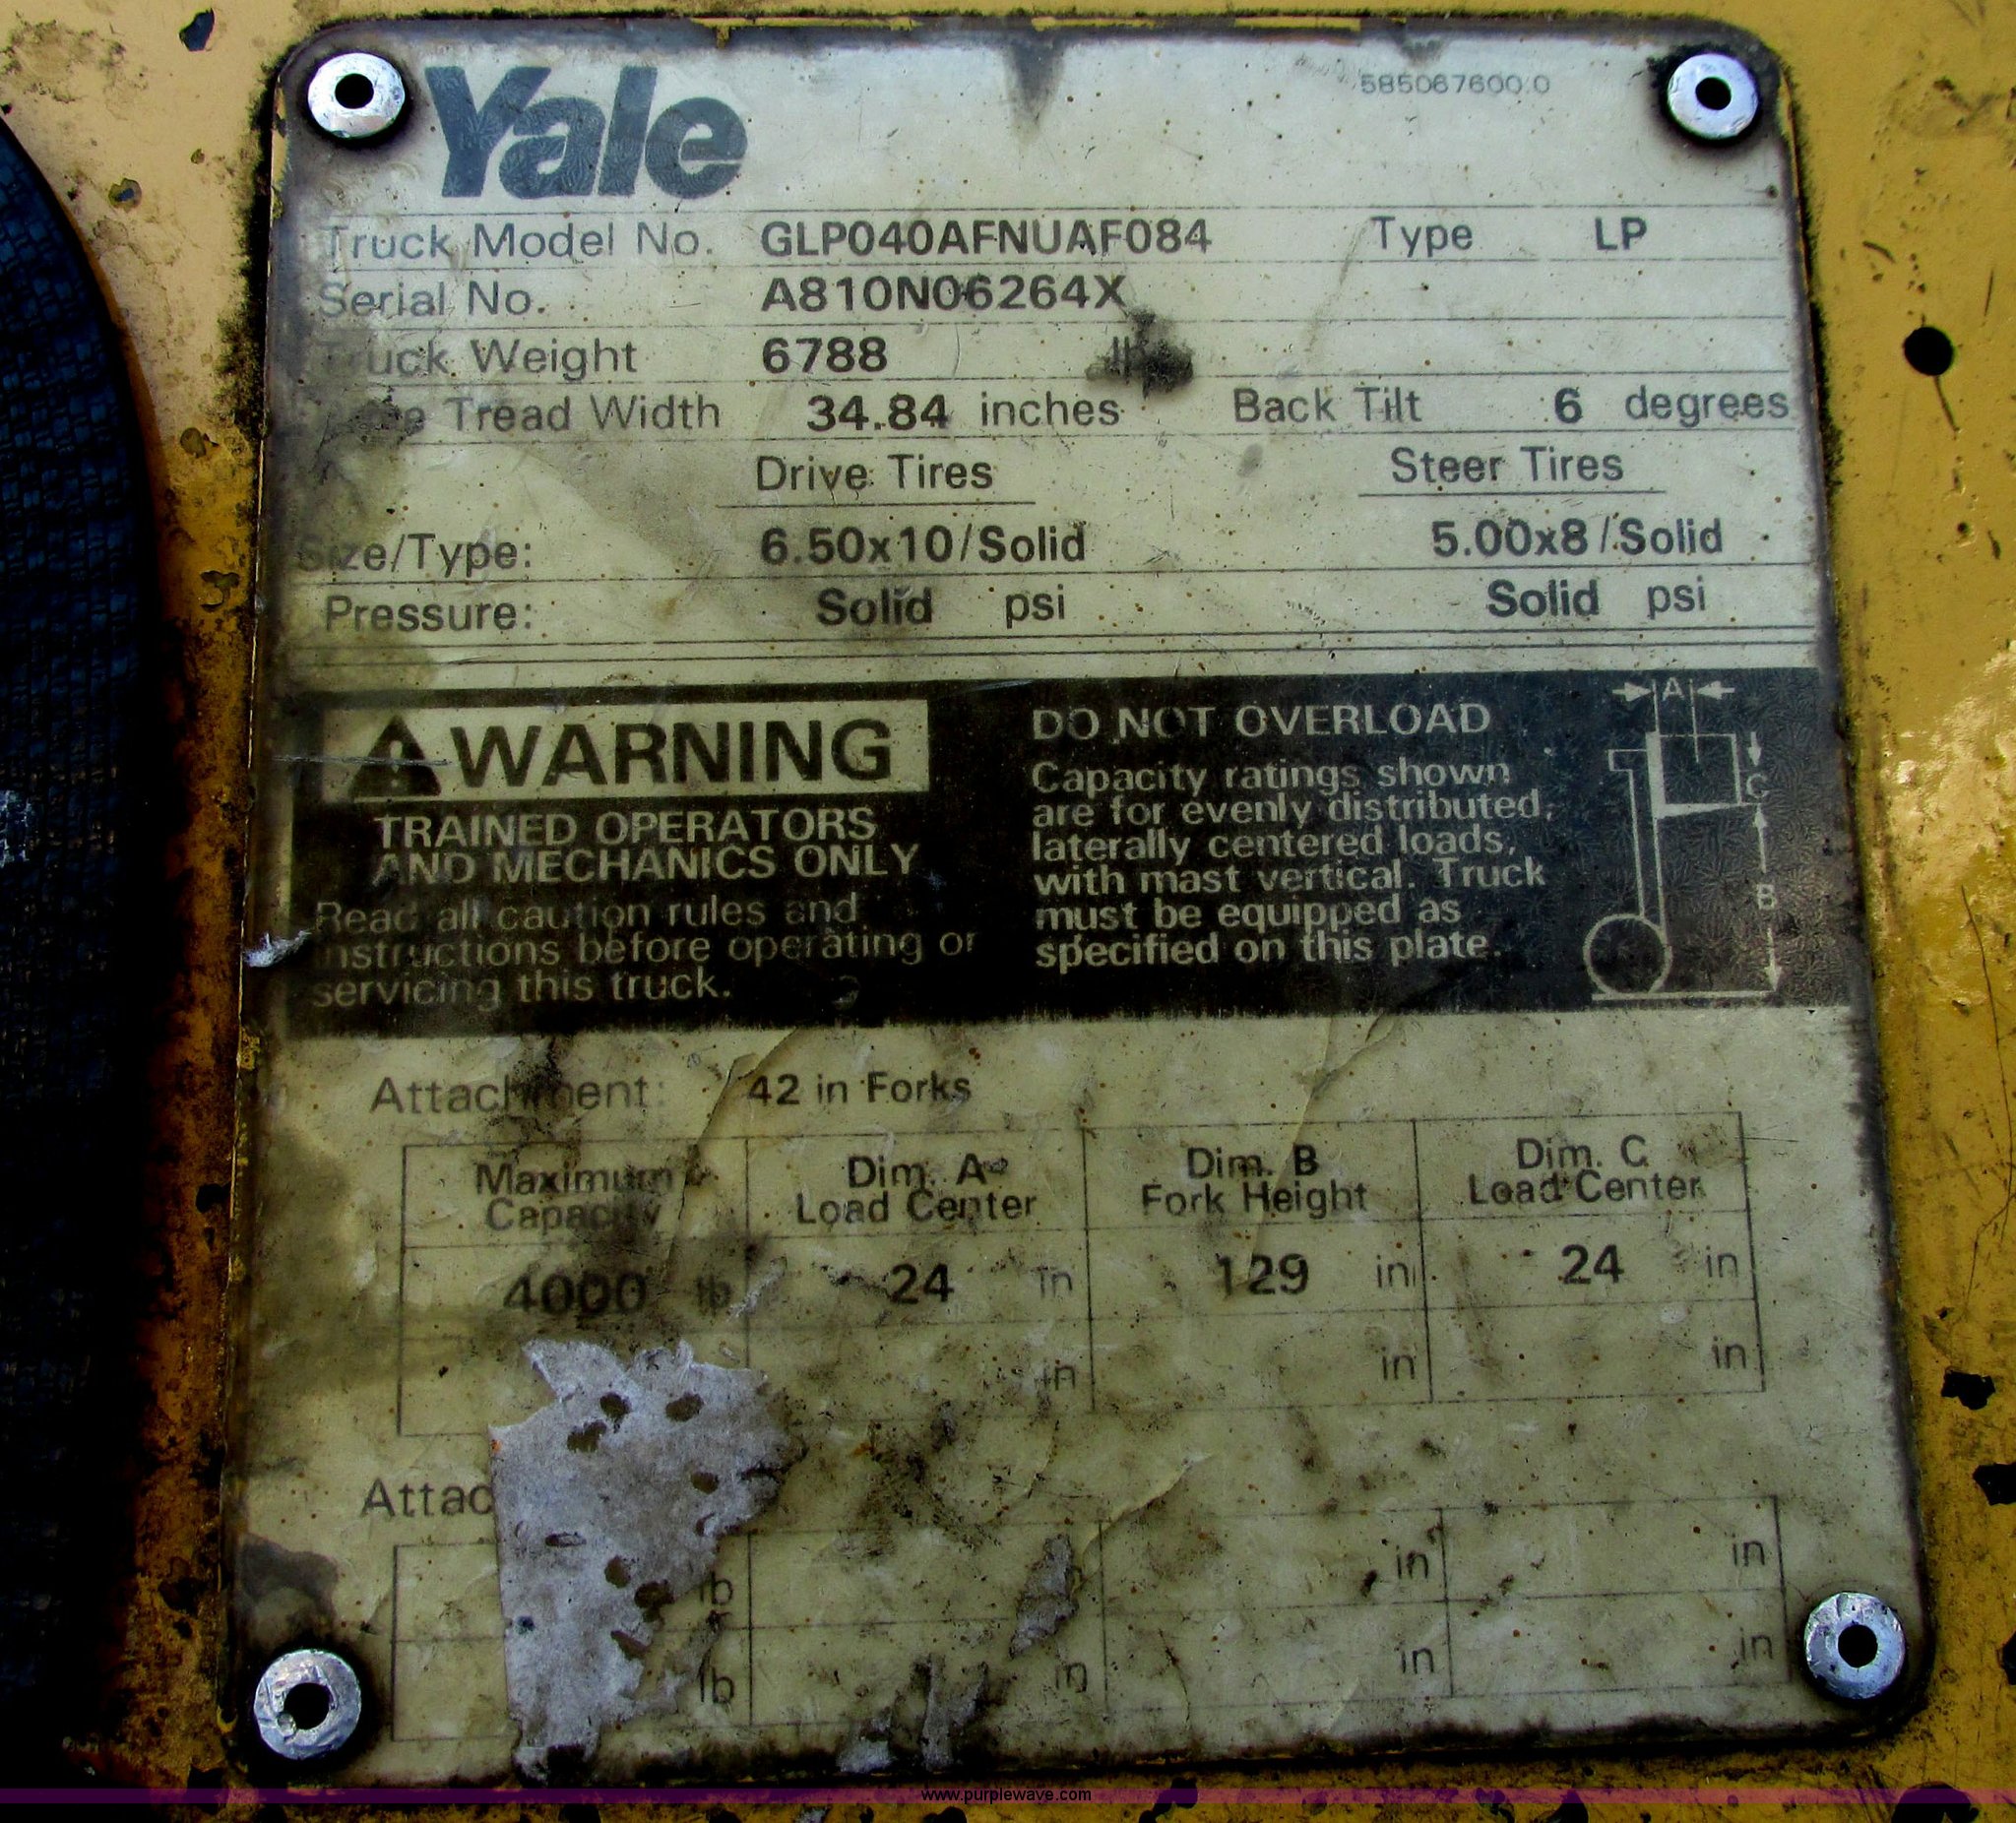 Yale
585067600.0
Truck Model No. GLP040AFNUAF084 Type LP
Serial No. A810N06264X
Truck Weight 6788 lb
Tread Width 34.84 inches Back Tilt 6 degrees
Drive Tires Steer Tires
Size/Type: 6.50x10/Solid 5.00x8/Solid
Pressure: Solid psi Solid psi
WARNING
TRAINED OPERATORS
AND MECHANICS ONLY
Read all caution rules and
instructions before operating or
servicing this truck.
DO NOT OVERLOAD
Capacity ratings shown
are for evenly distributed,
laterally centered loads,
with mast vertical. Truck
must be equipped as
specified on this plate.
A
C
B
Attachment: 42 in Forks
Maximum
Capacity
Dim. A
Load Center
Dim. B
Fork Height
Dim. C
Load Center
4000 lb 24 in 129 in 24 in
in in in
Attac
lb in in
lb in in in
www.purplewave.com